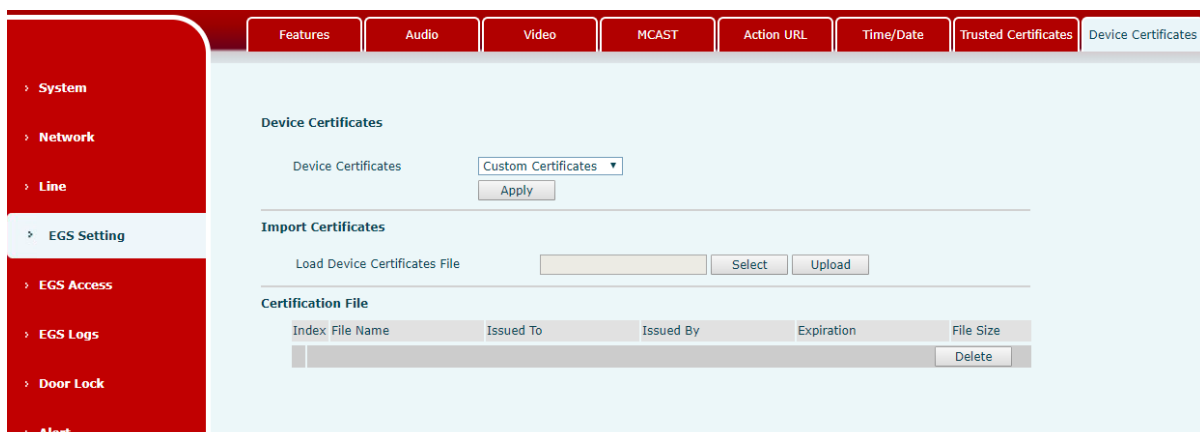 Features Audio Video MCAST Action URL Time/Date Trusted Certificates Device Certificates
System
Network
Line
EGS Setting
EGS Access
EGS Logs
Door Lock
Alert
Device Certificates
Device Certificates Custom Certificates
Apply
Import Certificates
Load Device Certificates File Select Upload
Certification File
Index File Name Issued To Issued By Expiration File Size
Delete